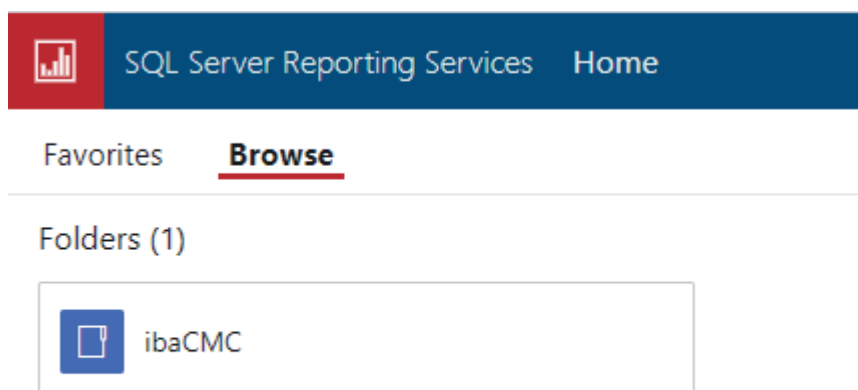 SQL Server Reporting Services Home
Favorites Browse
Folders (1)
ibaCMC